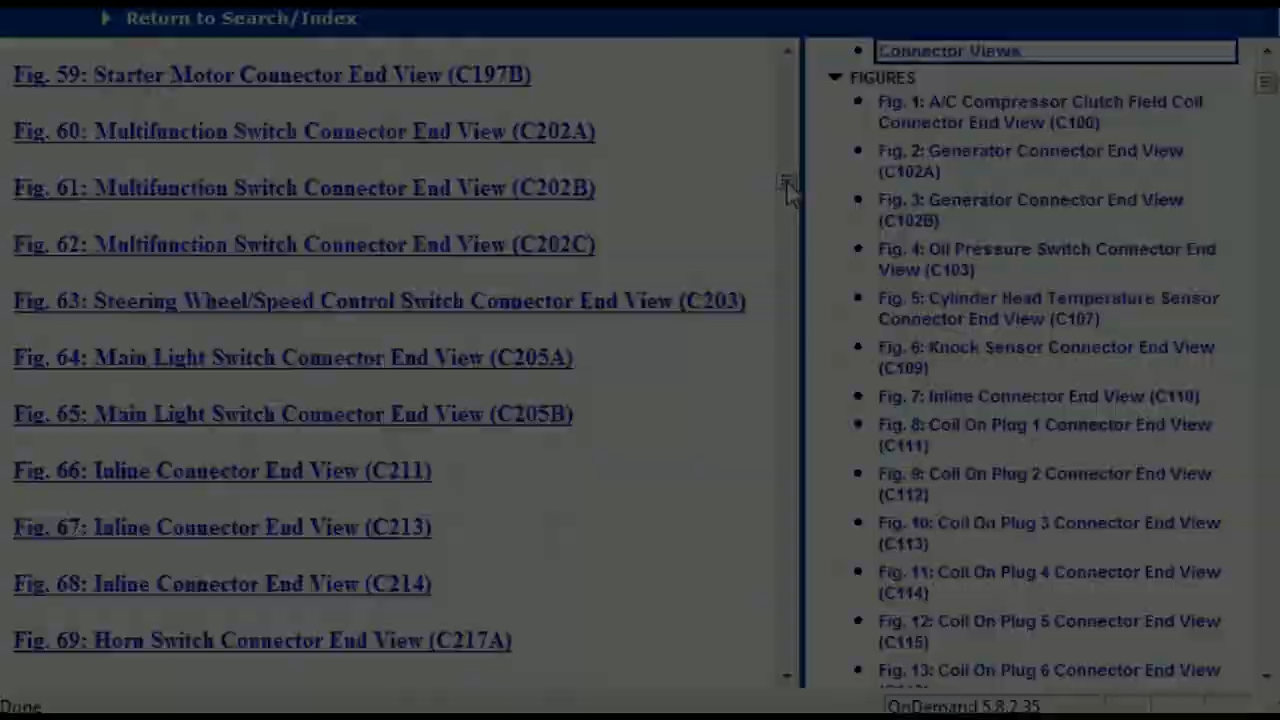 Return to Search/Index
Fig. 59: Starter Motor Connector End View (C197B)
Fig. 60: Multifunction Switch Connector End View (C202A)
Fig. 61: Multifunction Switch Connector End View (C202B)
Fig. 62: Multifunction Switch Connector End View (C202C)
Fig. 63: Steering Wheel/Speed Control Switch Connector End View (C203)
Fig. 64: Main Light Switch Connector End View (C205A)
Fig. 65: Main Light Switch Connector End View (C205B)
Fig. 66: Inline Connector End View (C211)
Fig. 67: Inline Connector End View (C213)
Fig. 68: Inline Connector End View (C214)
Fig. 69: Horn Switch Connector End View (C217A)
Connector Views
FIGURES
Fig. 1: A/C Compressor Clutch Field Coil
Connector End View (C100)
Fig. 2: Generator Connector End View
(C102A)
Fig. 3: Generator Connector End View
(C102B)
Fig. 4: Oil Pressure Switch Connector End
View (C103)
Fig. 5: Cylinder Head Temperature Sensor
Connector End View (C107)
Fig. 6: Knock Sensor Connector End View
(C109)
Fig. 7: Inline Connector End View (C110)
Fig. 8: Coil On Plug 1 Connector End View
(C111)
Fig. 9: Coil On Plug 2 Connector End View
(C112)
Fig. 10: Coil On Plug 3 Connector End View
(C113)
Fig. 11: Coil On Plug 4 Connector End View
(C114)
Fig. 12: Coil On Plug 5 Connector End View
(C115)
Fig. 13: Coil On Plug 6 Connector End View
Done
OnDemand 5.8.2.35